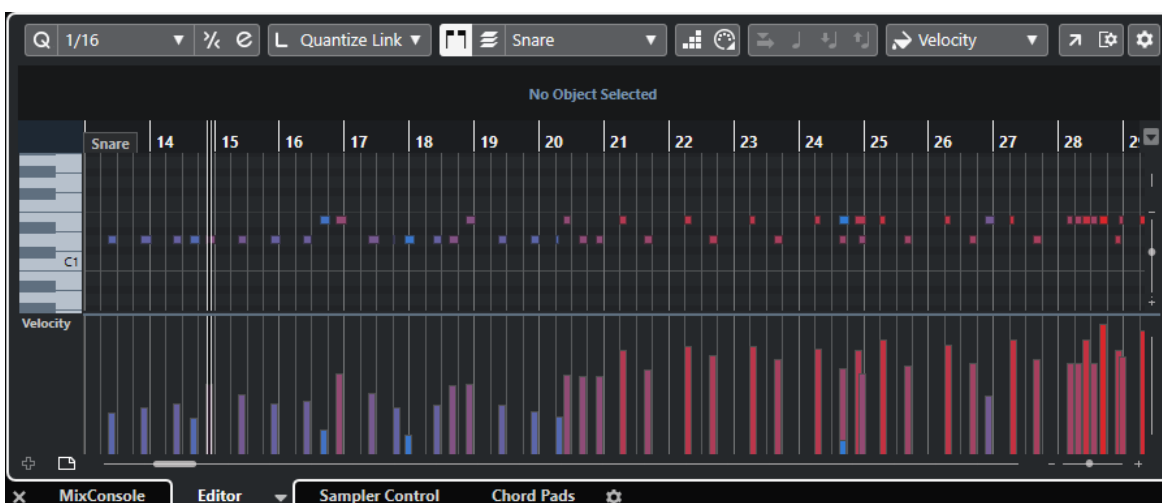 Q 1/16 L Quantize Link Snare Velocity
No Object Selected
Snare 14 15 16 17 18 19 20 21 22 23 24 25 26 27 28
C1
Velocity
MixConsole Editor Sampler Control Chord Pads